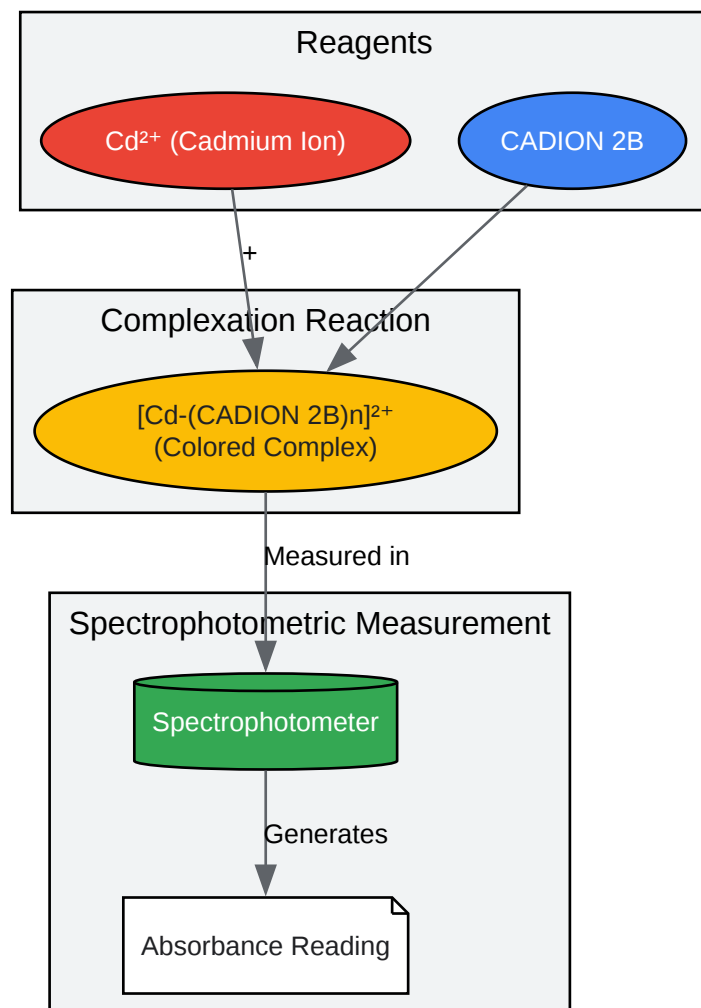 Reagents
Cd²⁺ (Cadmium Ion)
CADION 2B
+
Complexation Reaction
[Cd-(CADION 2B)n]²⁺
(Colored Complex)
Measured in
Spectrophotometric Measurement
Spectrophotometer
Generates
Absorbance Reading